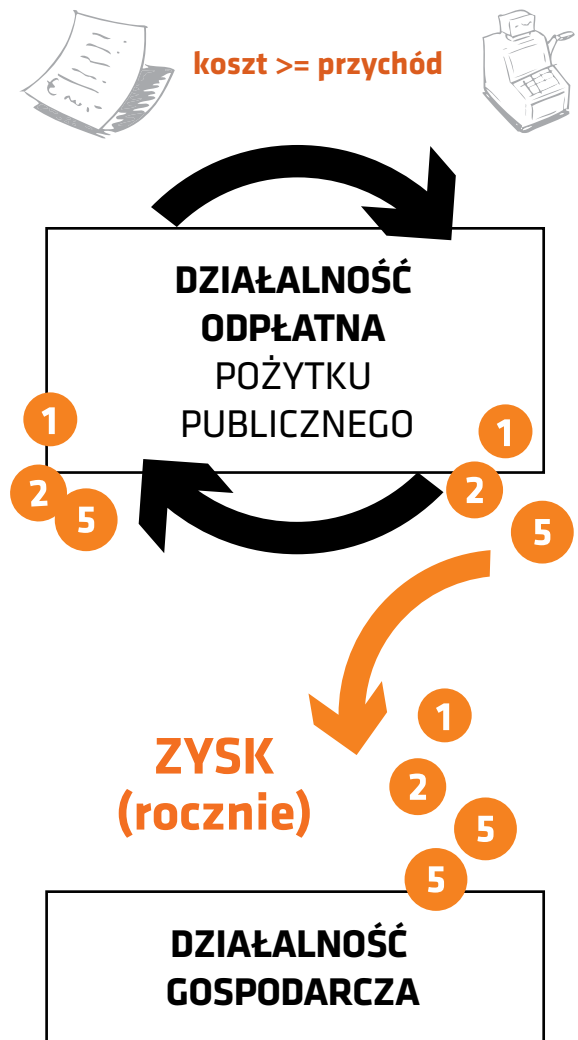 koszt >= przychód
DZIAŁALNOŚĆ
ODPŁATNA
POŻYTKU
PUBLICZNEGO
1
1
2
2
5
5
1
ZYSK
(rocznie)
2
5
5
DZIAŁALNOŚĆ
GOSPODARCZA